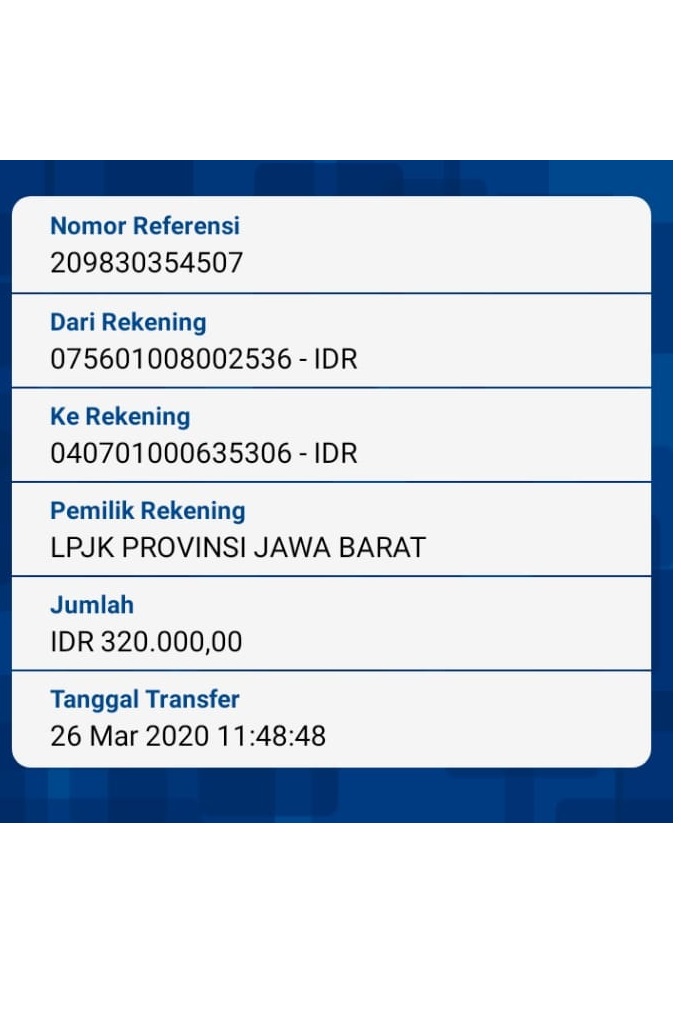 Nomor Referensi
209830354507
Dari Rekening
075601008002536 - IDR
Ke Rekening
040701000635306 - IDR
Pemilik Rekening
LPJK PROVINSI JAWA BARAT
Jumlah
IDR 320.000,00
Tanggal Transfer
26 Mar 2020 11:48:48